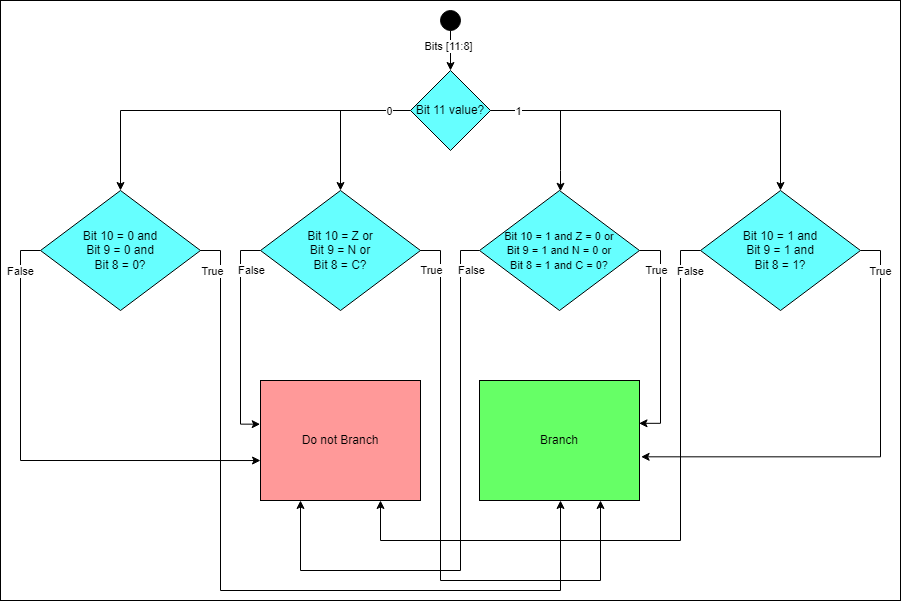 Bits [11:8]
Bit 11 value?
0
1
Bit 10 = 0 and
Bit 9 = 0 and
Bit 8 = 0?
False
True
Bit 10 = Z or
Bit 9 = N or
Bit 8 = C?
False
True
Bit 10 = 1 and Z = 0 or
Bit 9 = 1 and N = 0 or
Bit 8 = 1 and C = 0?
False
True
Bit 10 = 1 and
Bit 9 = 1 and
Bit 8 = 1?
False
True
Do not Branch
Branch